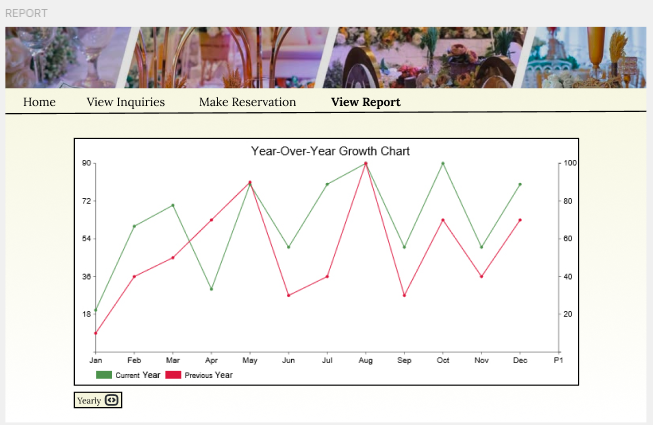 REPORT
Home View Inquiries Make Reservation View Report
Year-Over-Year Growth Chart
90 100
72 80
54 60
36 40
18 20
Jan Feb Mar Apr May Jun Jul Aug Sep Oct Nov Dec P1
Current Year Previous Year
Yearly